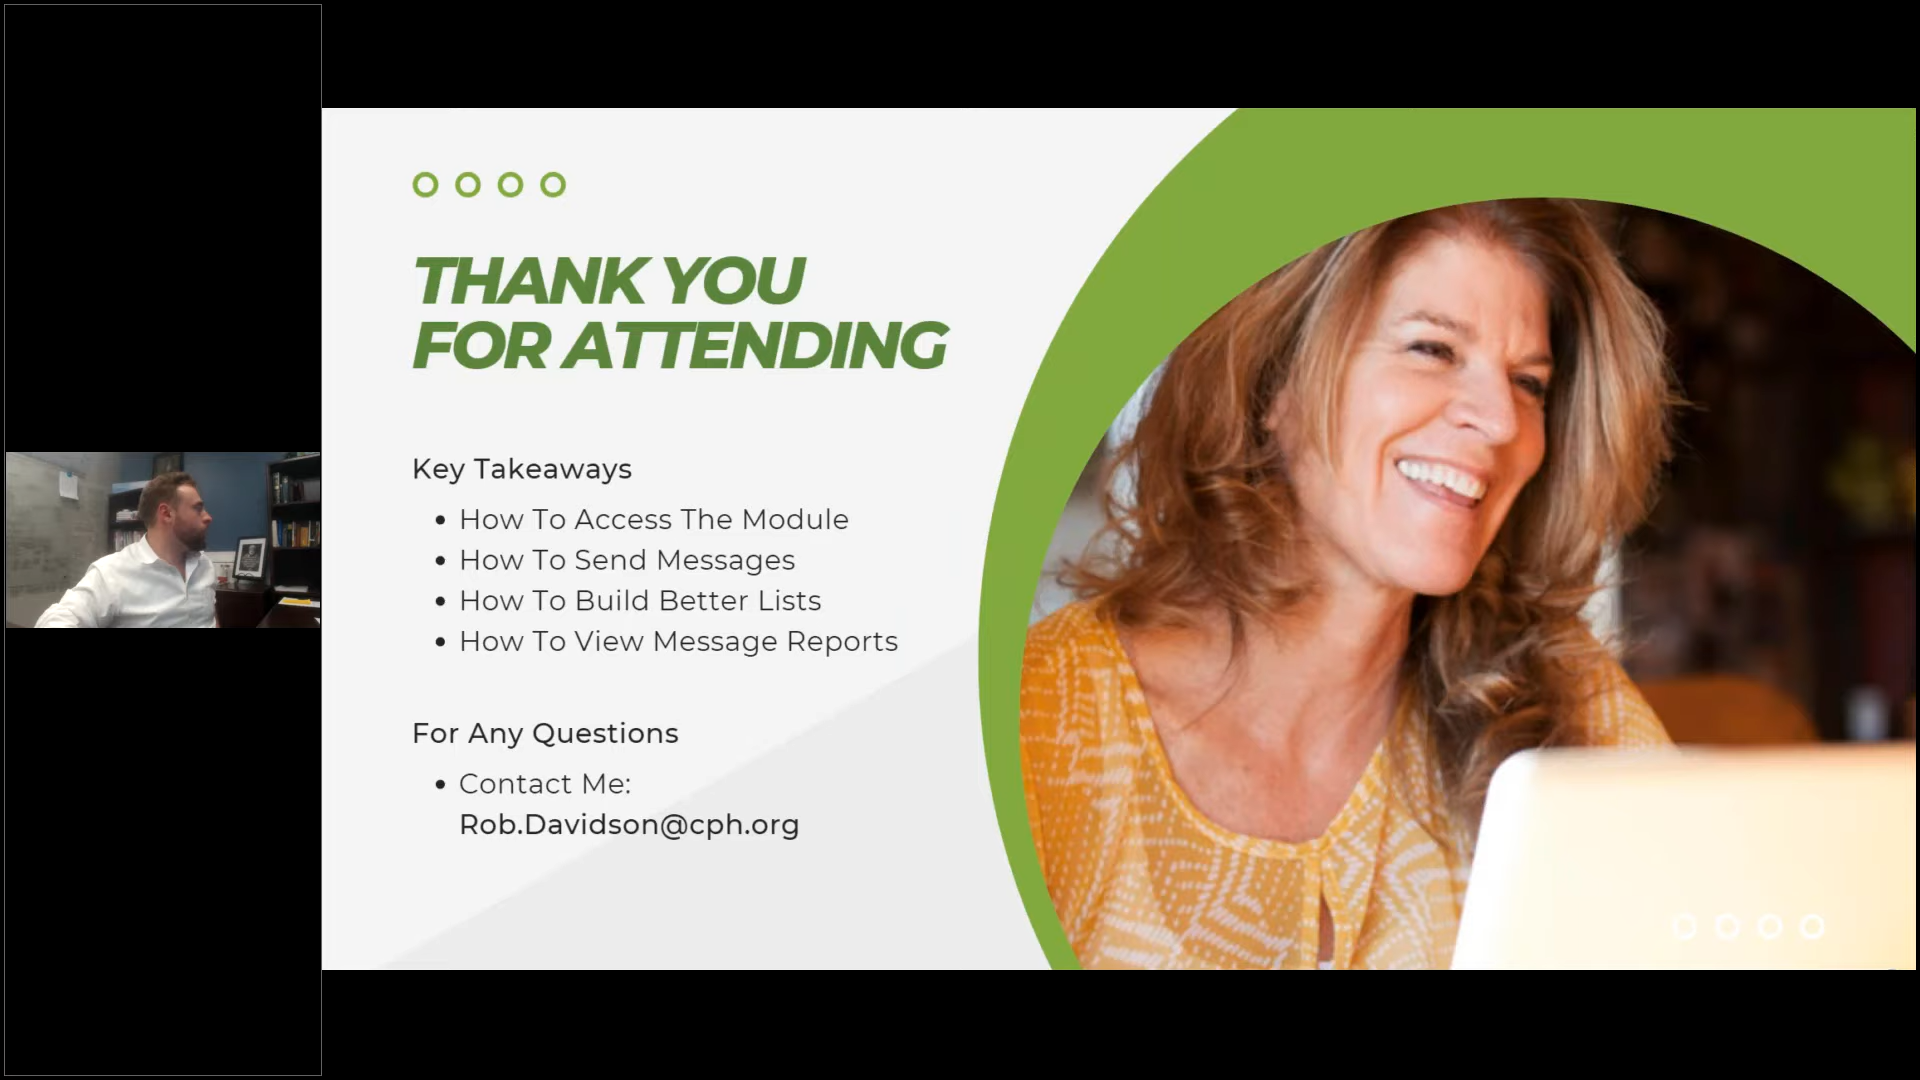 THANK YOU
FOR ATTENDING
Key Takeaways
• How To Access The Module
• How To Send Messages
• How To Build Better Lists
• How To View Message Reports
For Any Questions
• Contact Me:
Rob.Davidson@cph.org